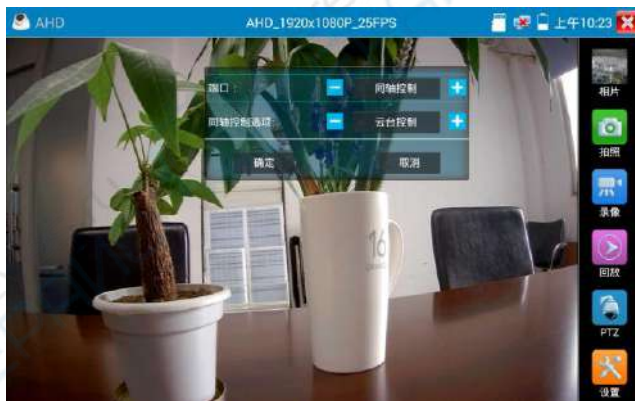 AHD
AHD_1920x1080P_25FPS
上午10:23
端口：
同轴控制
同轴控制选项：
云台控制
确定
取消
16
相片
拍照
录像
回放
PTZ
设置